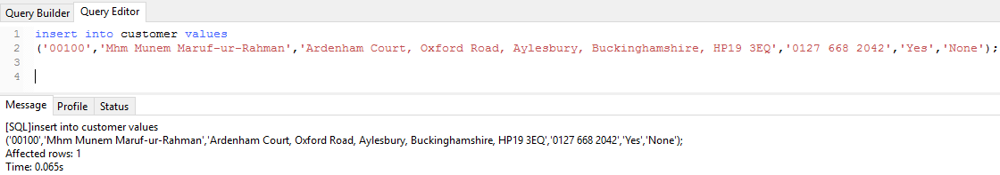 Query Builder Query Editor
1 insert into customer values
2 ('00100','Mhm Munem Maruf-ur-Rahman','Ardenham Court, Oxford Road, Aylesbury, Buckinghamshire, HP19 3EQ','0127 668 2042','Yes','None');
3
4
Message Profile Status
[SQL]insert into customer values
('00100','Mhm Munem Maruf-ur-Rahman','Ardenham Court, Oxford Road, Aylesbury, Buckinghamshire, HP19 3EQ','0127 668 2042','Yes','None');
Affected rows: 1
Time: 0.065s